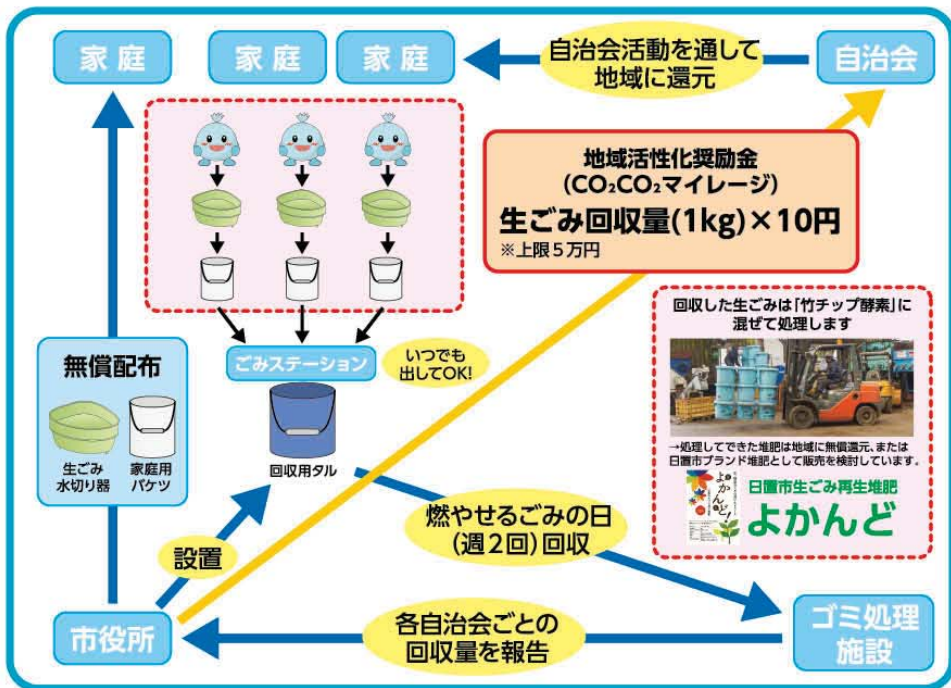 家庭
家庭
家庭
自治会活動を通して
地域に還元
自治会
地域活性化奨励金
(CO₂CO₂マイレージ)
生ごみ回収量(1kg)×10円
※上限5万円
無償配布
生ごみ
水切り器
家庭用
バケツ
ごみステーション
いつでも
出してOK!
回収用タル
回収した生ごみは「竹チップ酵素」に
混ぜて処理します
→処理してできた堆肥は地域に無償還元、または
日置市ブランド堆肥として販売を検討しています。
よかんど!
日置市生ごみ再生堆肥
よかんど
設置
燃やせるごみの日
(週2回)回収
市役所
各自治会ごとの
回収量を報告
ゴミ処理
施設